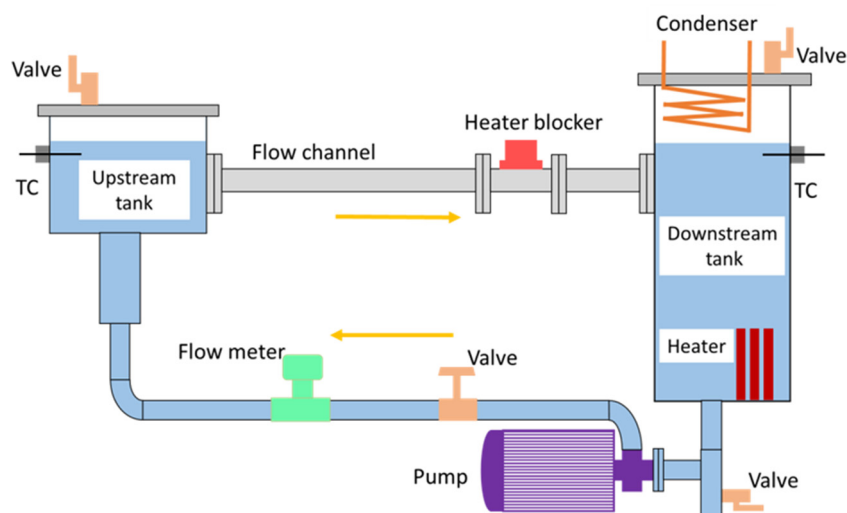 Condenser
Valve
Valve
Heater blocker
Flow channel
TC
Upstream
tank
TC
Downstream
tank
Heater
Flow meter
Valve
Pump
Valve